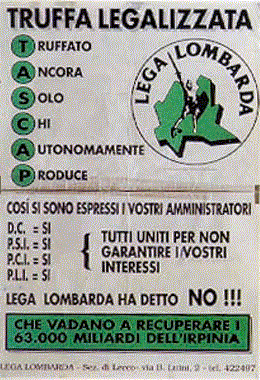 TRUFFA LEGALIZZATA
TRUFFATO
ANCORA
SOLO
CHI
AUTONOMAMENTE
PRODUCE
LEGA LOMBARDA
COSÍ SI SONO ESPRESSI I VOSTRI AMMINISTRATORI
D.C. = SI
P.S.I. = SI
P.C.I. = SI
P.L.I. = SI
TUTTI UNITI PER NON
GARANTIRE I VOSTRI
INTERESSI
LEGA LOMBARDA HA DETTO NO !!!
CHE VADANO A RECUPERARE I
63.000 MILIARDI DELL'IRPINIA
LEGA LOMBARDA - Sez. di Lecco- via B. Luini, 2 - tel. 422407